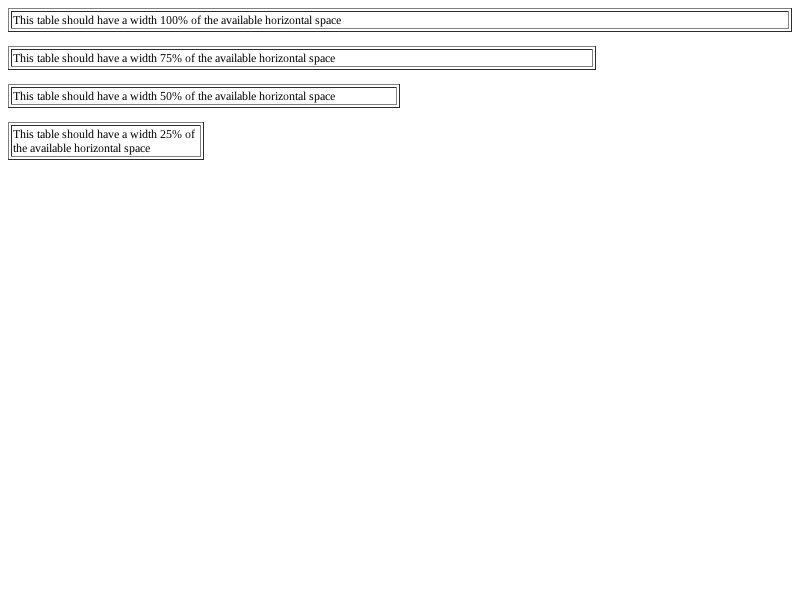 This table should have a width 100% of the available horizontal space
This table should have a width 75% of the available horizontal space
This table should have a width 50% of the available horizontal space
This table should have a width 25% of
the available horizontal space